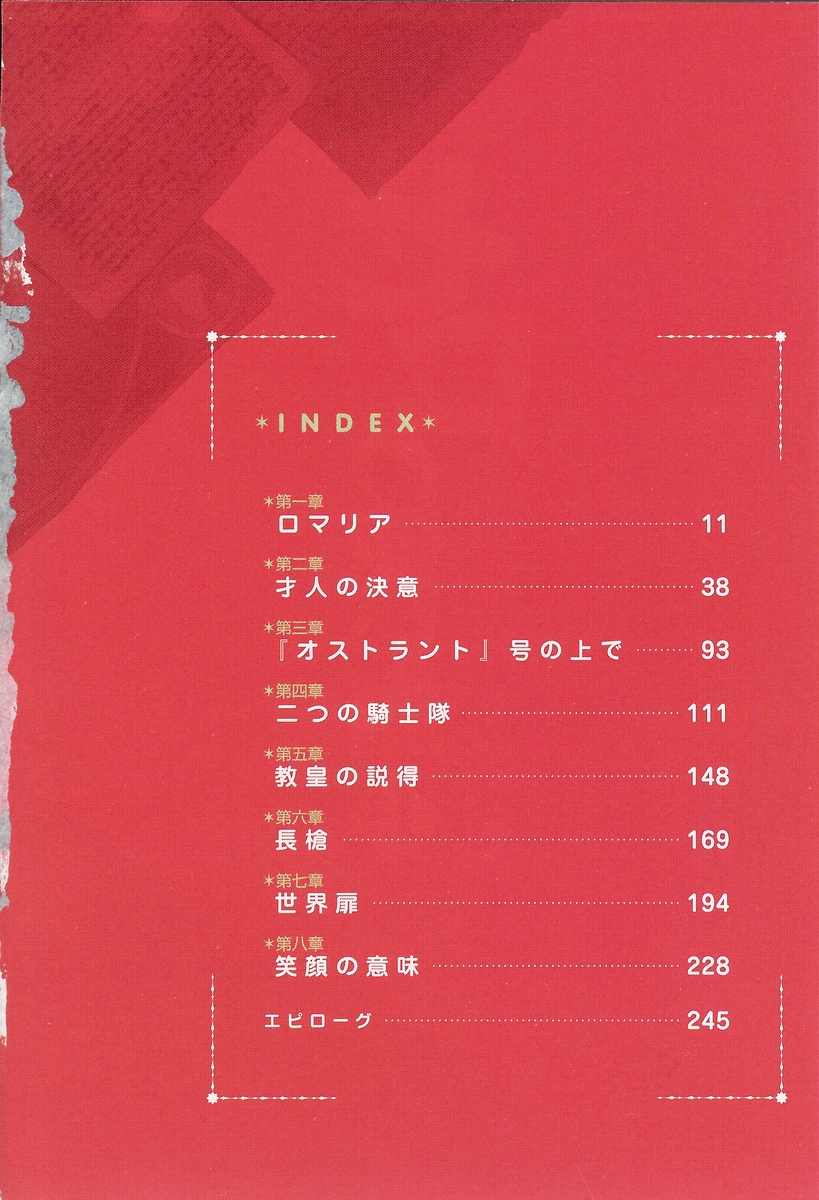 *INDEX*
*第一章
ロマリア 11
*第二章
才人の決意 38
*第三章
『オストラント』号の上で 93
*第四章
二つの騎士隊 111
*第五章
教皇の説得 148
*第六章
長槍 169
*第七章
世界扉 194
*第八章
笑顔の意味 228
エピローグ 245